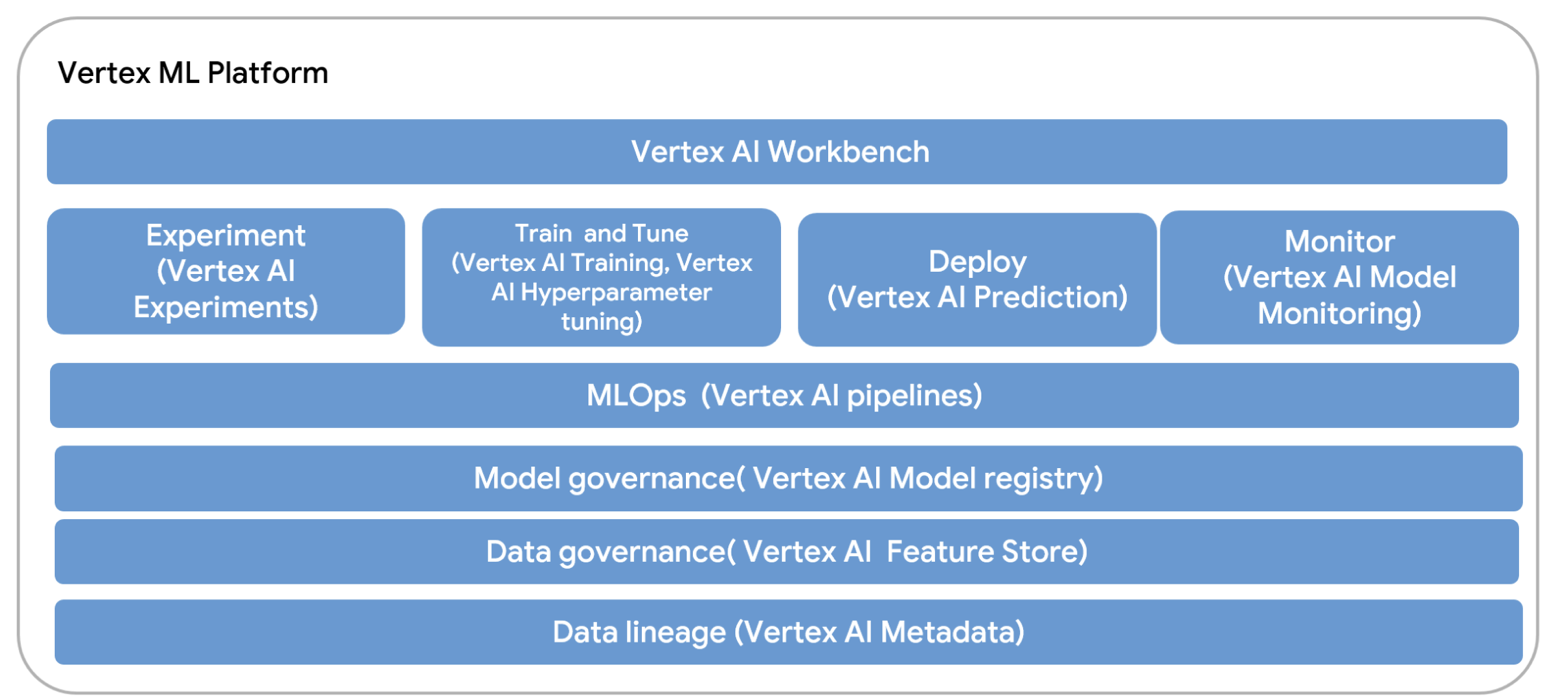 Vertex ML Platform
Vertex AI Workbench
Experiment
(Vertex AI
Experiments)
Train and Tune
(Vertex AI Training, Vertex
AI Hyperparameter
tuning)
Deploy
(Vertex AI Prediction)
Monitor
(Vertex AI Model
Monitoring)
MLOps (Vertex AI pipelines)
Model governance( Vertex AI Model registry)
Data governance( Vertex AI Feature Store)
Data lineage (Vertex AI Metadata)